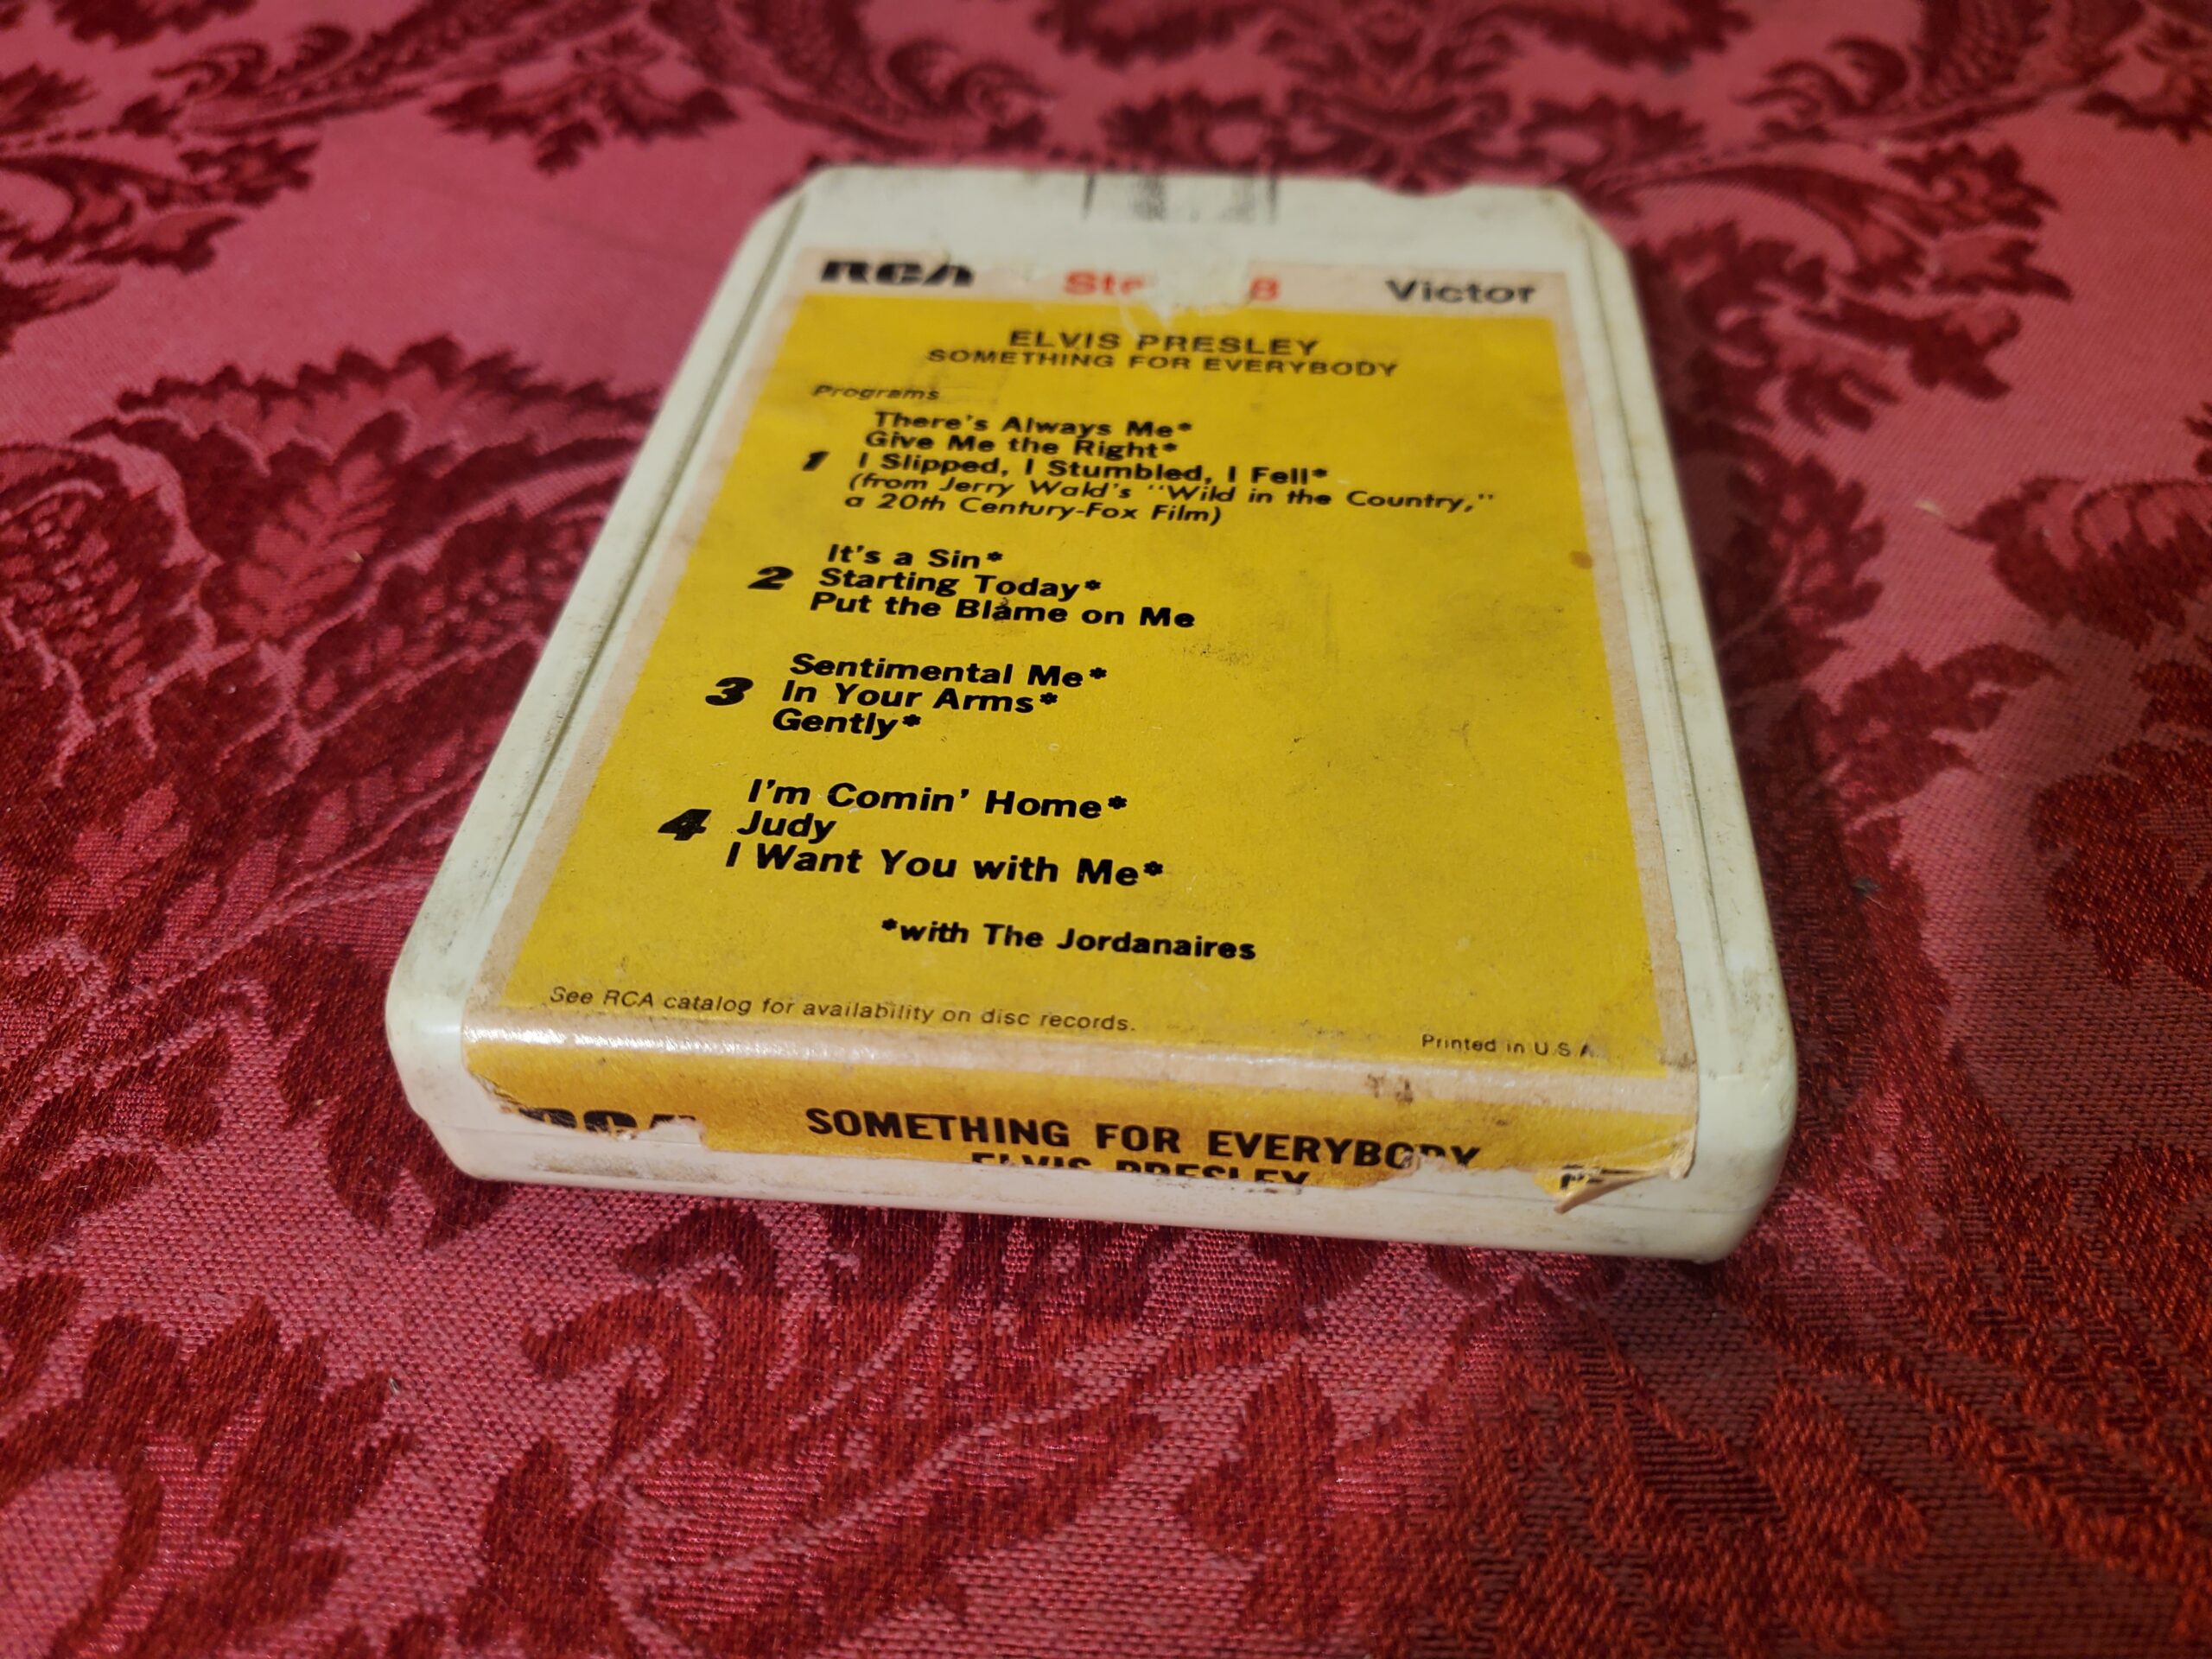 RCA Victor
ELVIS PRESLEY
SOMETHING FOR EVERYBODY
Programs
There's Always Me*
Give Me the Right*
1 I Slipped, I Stumbled, I Fell*
(from Jerry Wald's "Wild in the Country,"
a 20th Century-Fox Film)
It's a Sin*
2 Starting Today*
Put the Blame on Me
Sentimental Me*
3 In Your Arms*
Gently*
I'm Comin' Home*
4 Judy
I Want You with Me*
*with The Jordanaires
See RCA catalog for availability on disc records.
Printed in U.S.A.
RCA SOMETHING FOR EVERYBODY
ELVIS PRESLEY